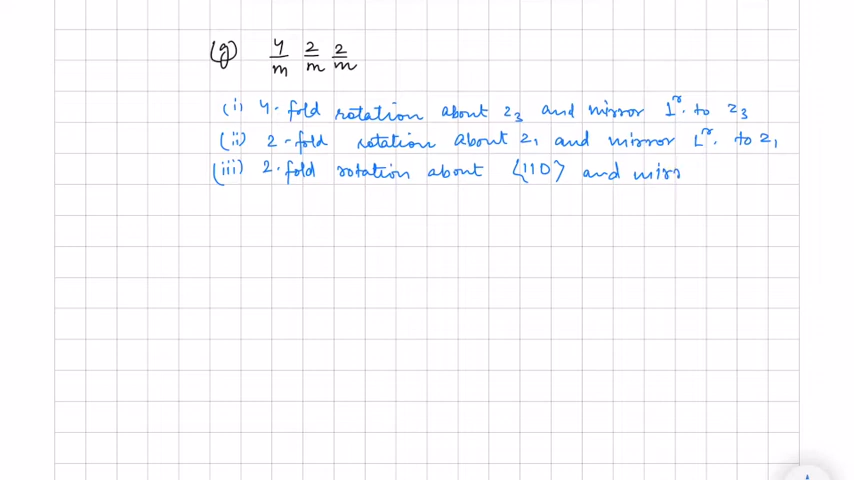 (g) 4/m 2/m 2/m
(i) 4-fold rotation about z3 and mirror ⊥r. to z3
(ii) 2-fold rotation about z1 and mirror ⊥r. to z1
(iii) 2-fold rotation about ⟨110⟩ and mirr